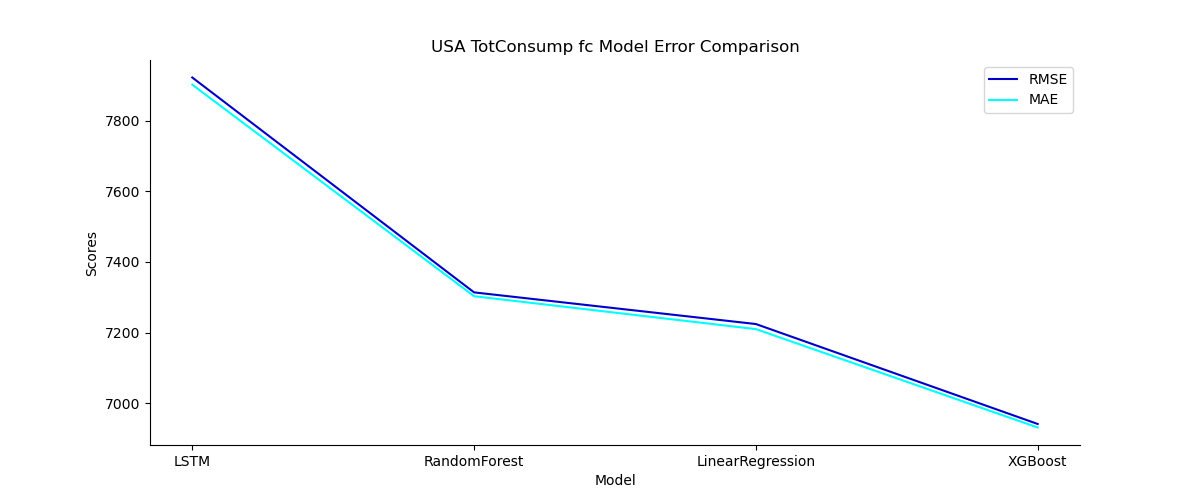 USA TotConsump fc Model Error Comparison
RMSE
MAE
Scores
7800
7600
7400
7200
7000
LSTM RandomForest LinearRegression XGBoost
Model